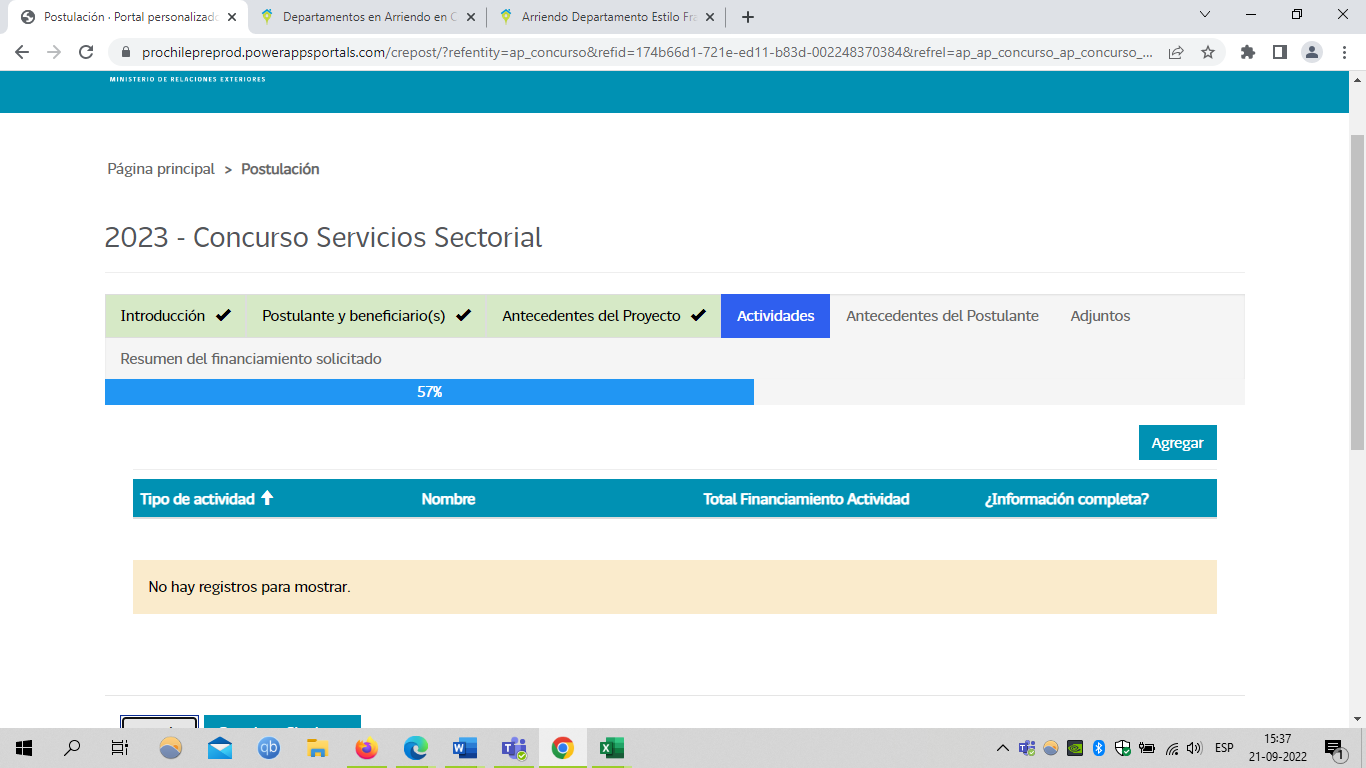 Postulación · Portal personalizado
Departamentos en Arriendo en C
Arriendo Departamento Estilo Fra
prochilepreprod.powerappsportals.com/crepost/?refentity=ap_concurso&refid=174b66d1-721e-ed11-b83d-002248370384&refrel=ap_ap_concurso_ap_concurso_...
MINISTERIO DE RELACIONES EXTERIORES
Página principal > Postulación
2023 - Concurso Servicios Sectorial
Introducción Postulante y beneficiario(s) Antecedentes del Proyecto Actividades Antecedentes del Postulante Adjuntos
Resumen del financiamiento solicitado
57%
Agregar
Tipo de actividad Nombre Total Financiamiento Actividad ¿Información completa?
No hay registros para mostrar.
ESP
15:37
21-09-2022
1